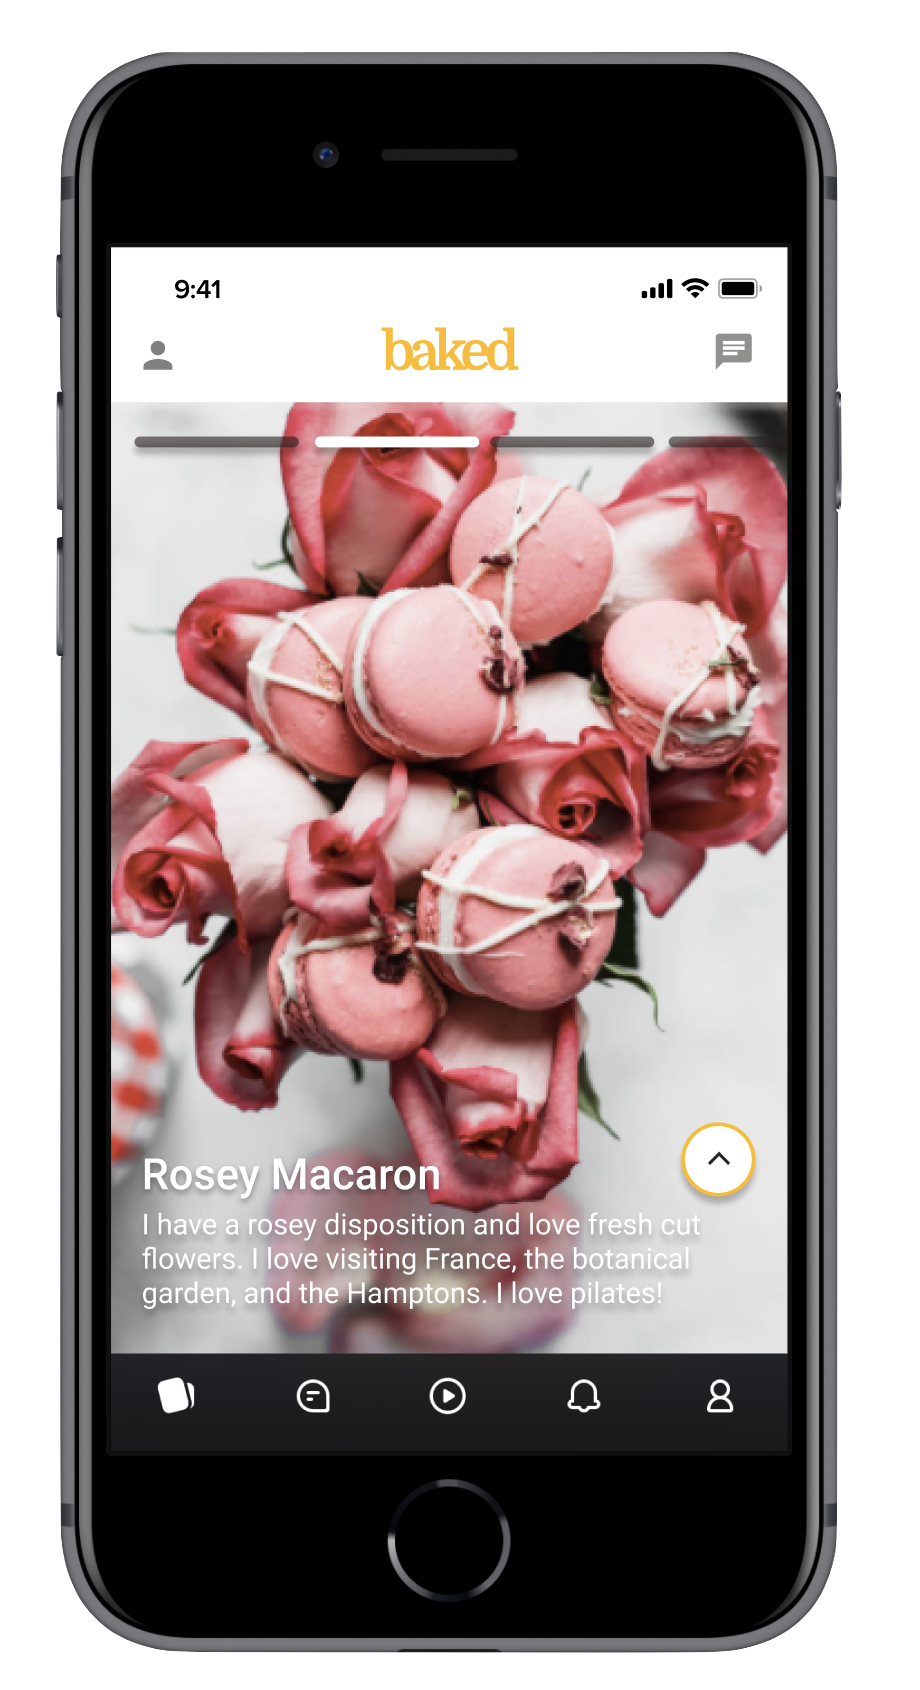 9:41
baked
Rosey Macaron
I have a rosey disposition and love fresh cut
flowers. I love visiting France, the botanical
garden, and the Hamptons. I love pilates!